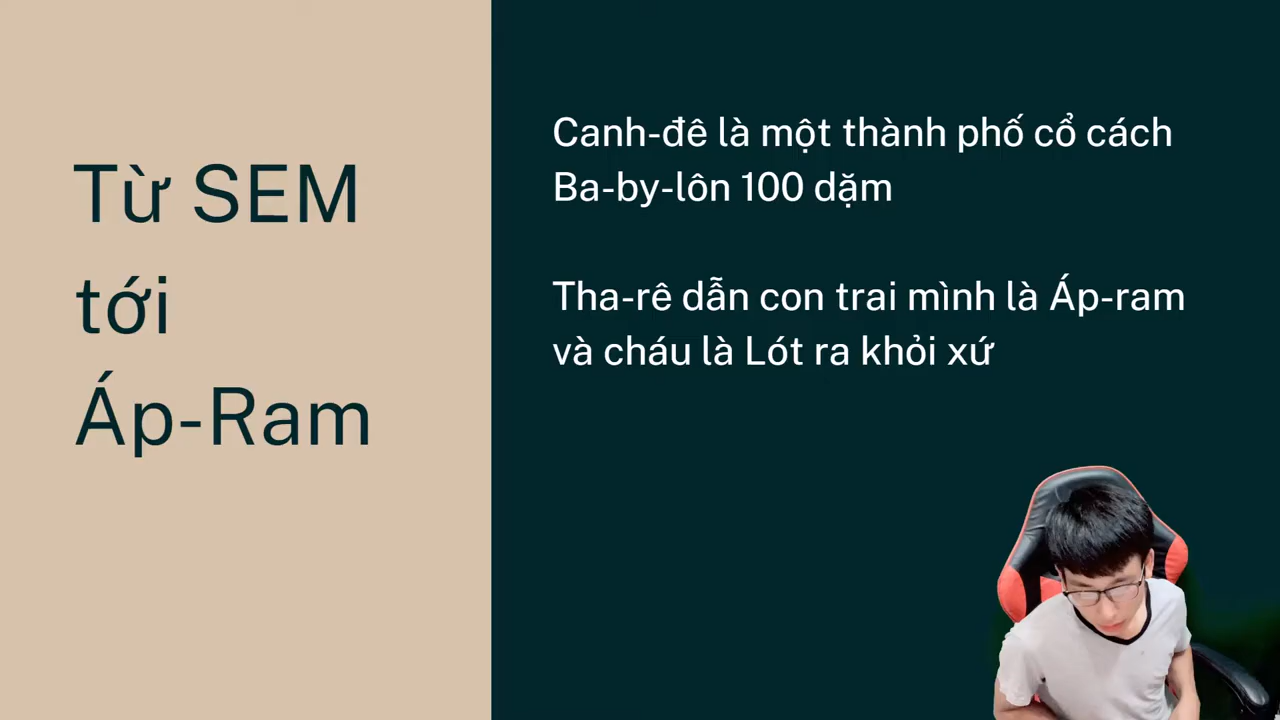 Từ SEM
tới
Áp-Ram
Canh-đê là một thành phố cổ cách
Ba-by-lôn 100 dặm
Tha-rê dẫn con trai mình là Áp-ram
và cháu là Lót ra khỏi xứ